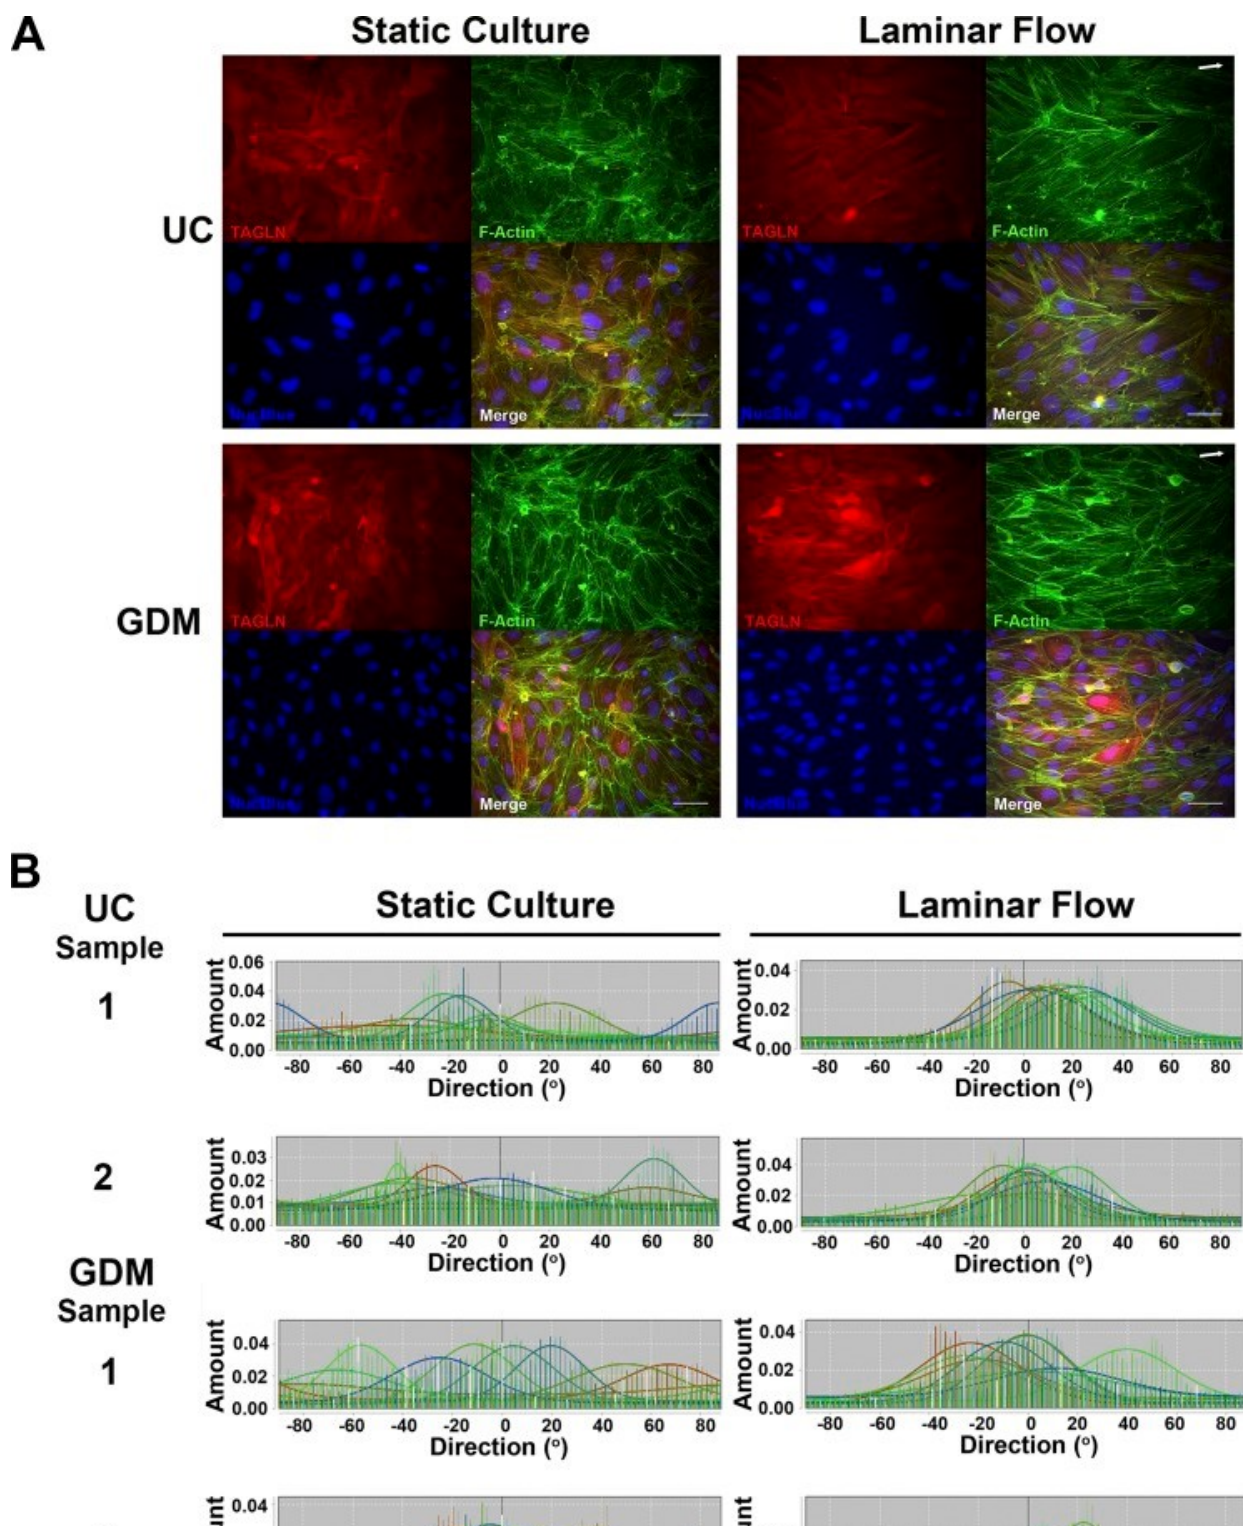 A
Static Culture Laminar Flow
TAGLN F-Actin TAGLN F-Actin
UC
NucBlue Merge NucBlue Merge
TAGLN F-Actin TAGLN F-Actin
GDM
NucBlue Merge NucBlue Merge
B
UC
Sample
Static Culture Laminar Flow
1
Amount
0.06
0.04
0.02
0.00
-80 -60 -40 -20 0 20 40 60 80
Direction (º)
Amount
0.04
0.02
0.00
-80 -60 -40 -20 0 20 40 60 80
Direction (º)
2
Amount
0.03
0.02
0.01
0.00
-80 -60 -40 -20 0 20 40 60 80
Direction (º)
Amount
0.04
0.02
0.00
-80 -60 -40 -20 0 20 40 60 80
Direction (º)
GDM
Sample
1
Amount
0.04
0.02
0.00
-80 -60 -40 -20 0 20 40 60 80
Direction (º)
Amount
0.04
0.02
0.00
-80 -60 -40 -20 0 20 40 60 80
Direction (º)
0.04